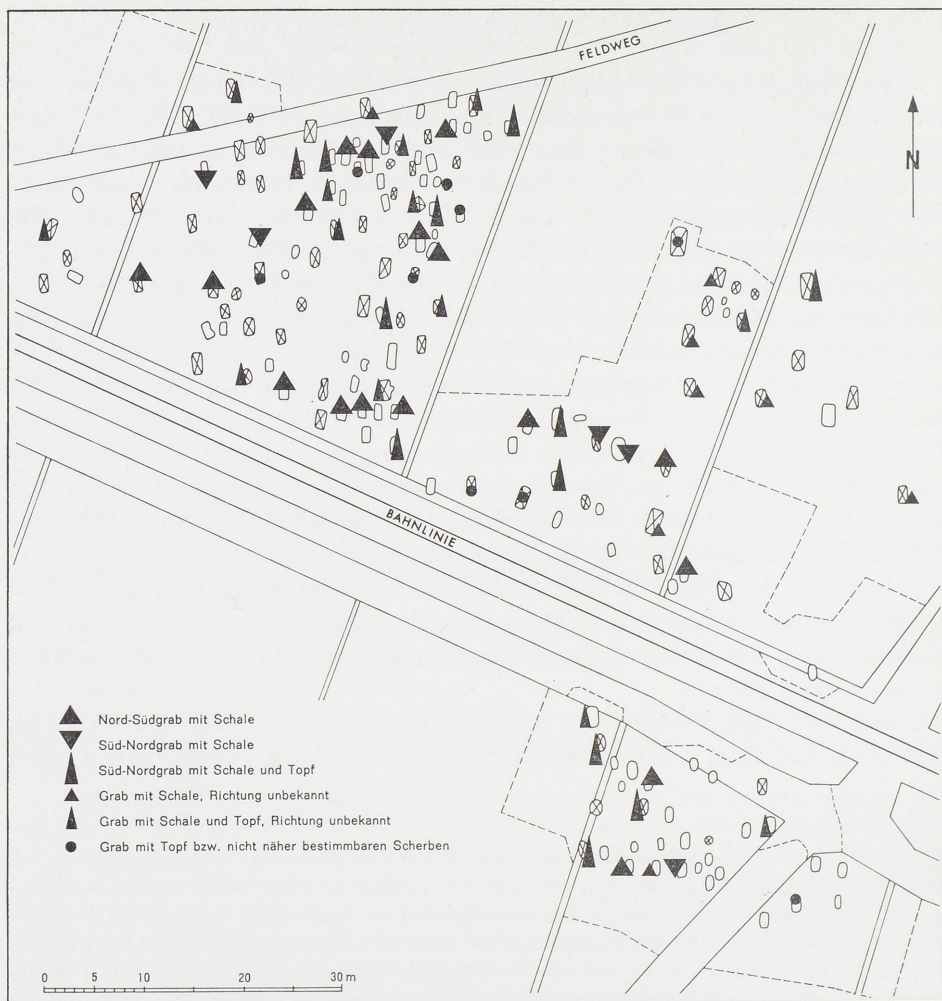 FELDWEG
N
BAHNLINIE
Nord-Südgrab mit Schale
Süd-Nordgrab mit Schale
Süd-Nordgrab mit Schale und Topf
Grab mit Schale, Richtung unbekannt
Grab mit Schale und Topf, Richtung unbekannt
Grab mit Topf bzw. nicht näher bestimmbaren Scherben
0 5 10 20 30 m